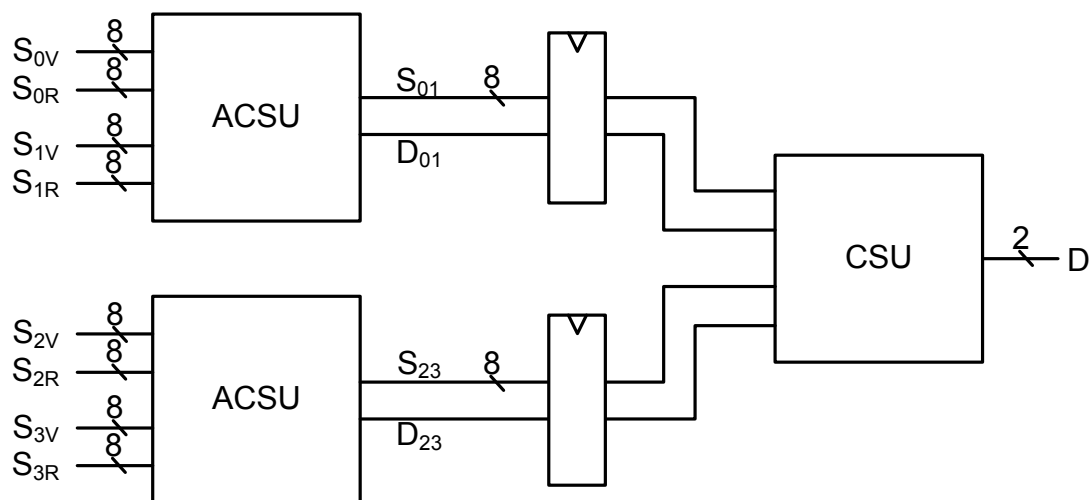 8
S0V
8
S0R
8
S1V
8
S1R
ACSU
S01
8
D01
CSU
2
D
8
S2V
8
S2R
8
S3V
8
S3R
ACSU
S23
8
D23